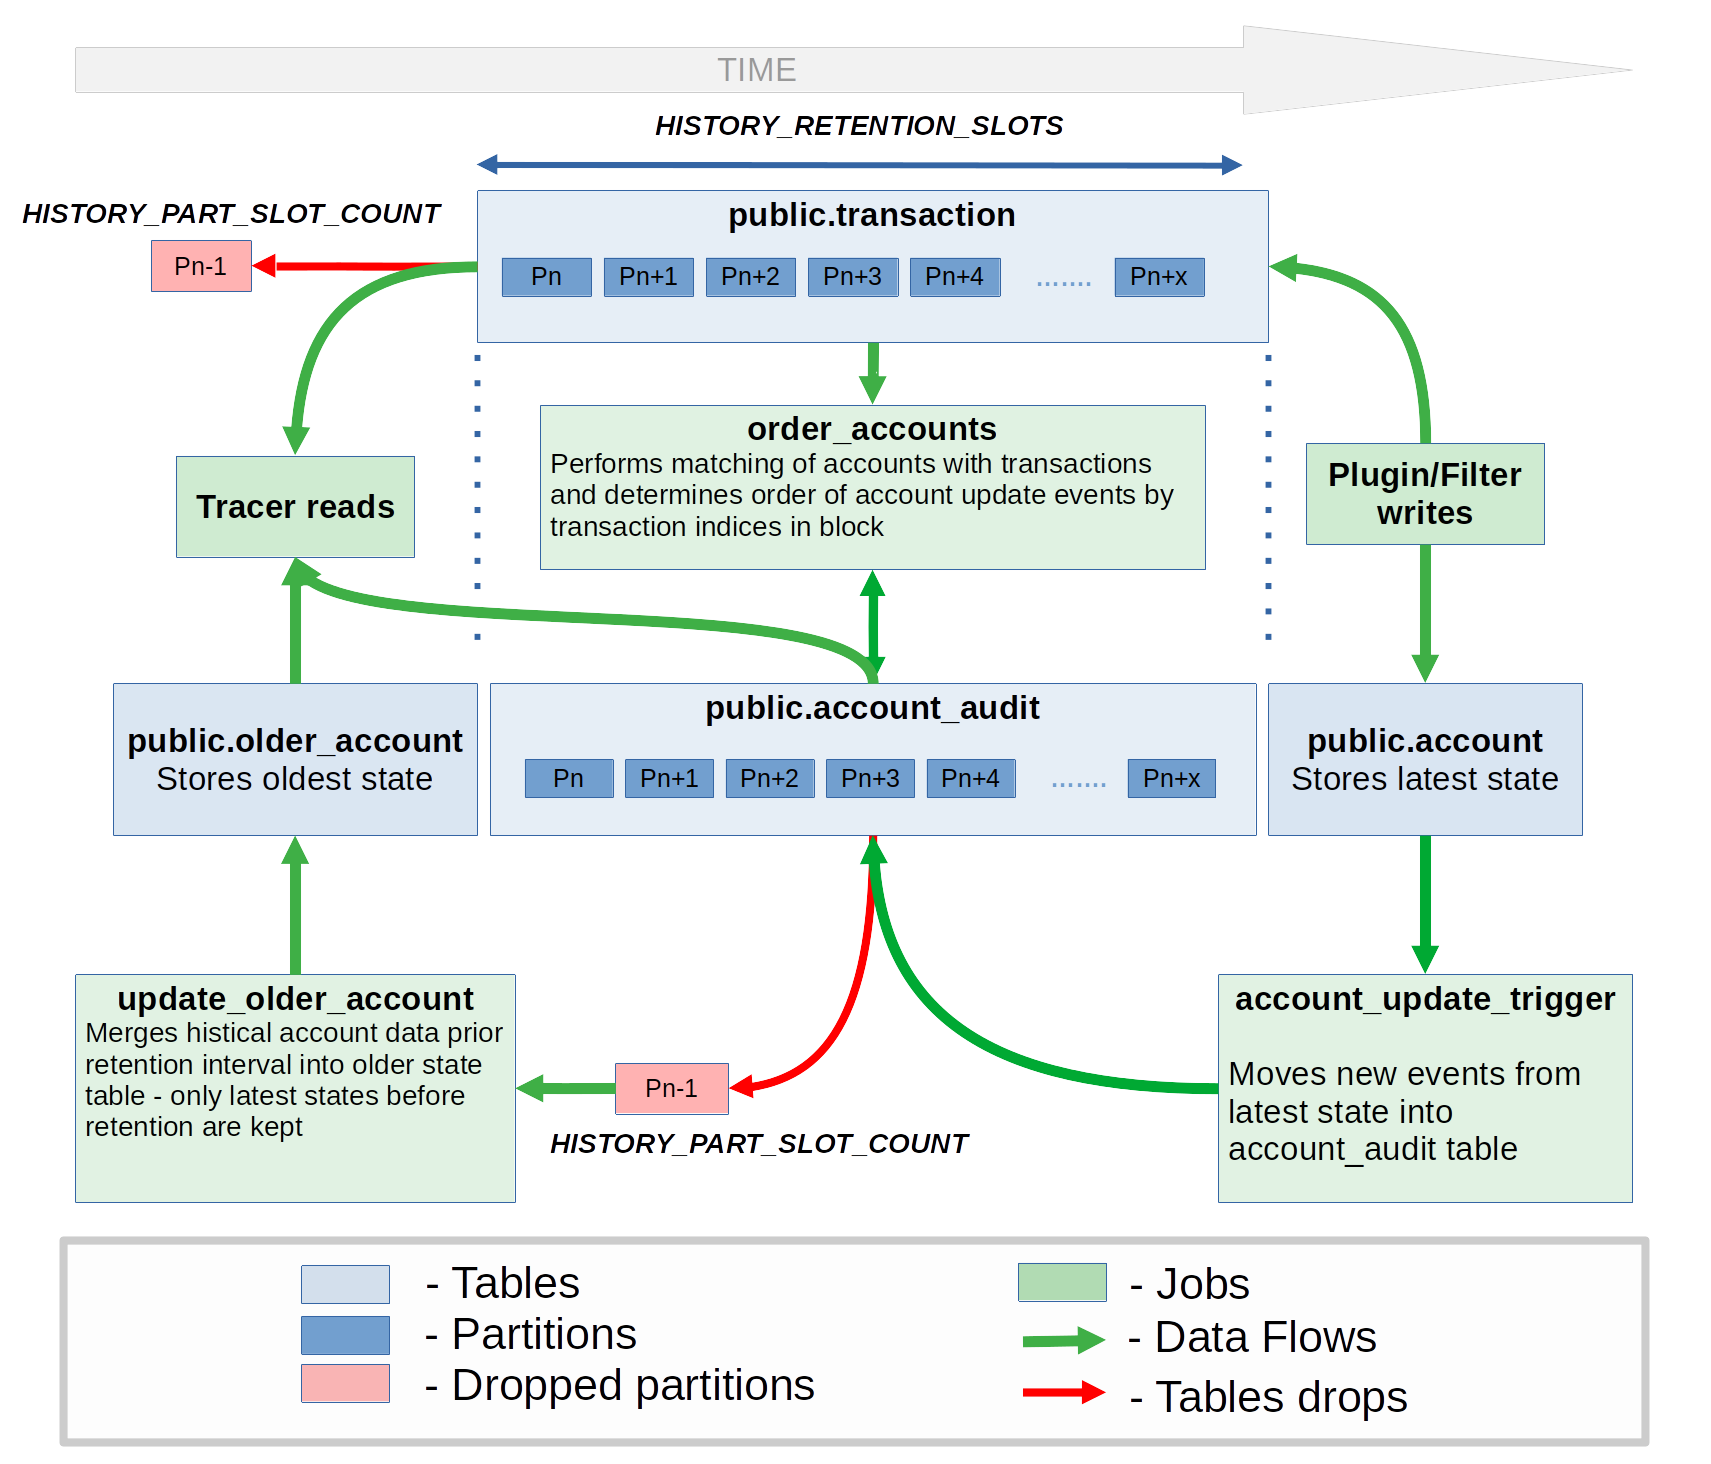 TIME
HISTORY_RETENTION_SLOTS
HISTORY_PART_SLOT_COUNT
Pn-1
public.transaction
Pn Pn+1 Pn+2 Pn+3 Pn+4 ....... Pn+x
order_accounts
Performs matching of accounts with transactions
and determines order of account update events by
transaction indices in block
Tracer reads
Plugin/Filter
writes
public.older_account
Stores oldest state
public.account_audit
Pn Pn+1 Pn+2 Pn+3 Pn+4 ....... Pn+x
public.account
Stores latest state
update_older_account
Merges histical account data prior
retention interval into older state
table - only latest states before
retention are kept
Pn-1
HISTORY_PART_SLOT_COUNT
account_update_trigger
Moves new events from
latest state into
account_audit table
- Tables
- Partitions
- Dropped partitions
- Jobs
- Data Flows
- Tables drops